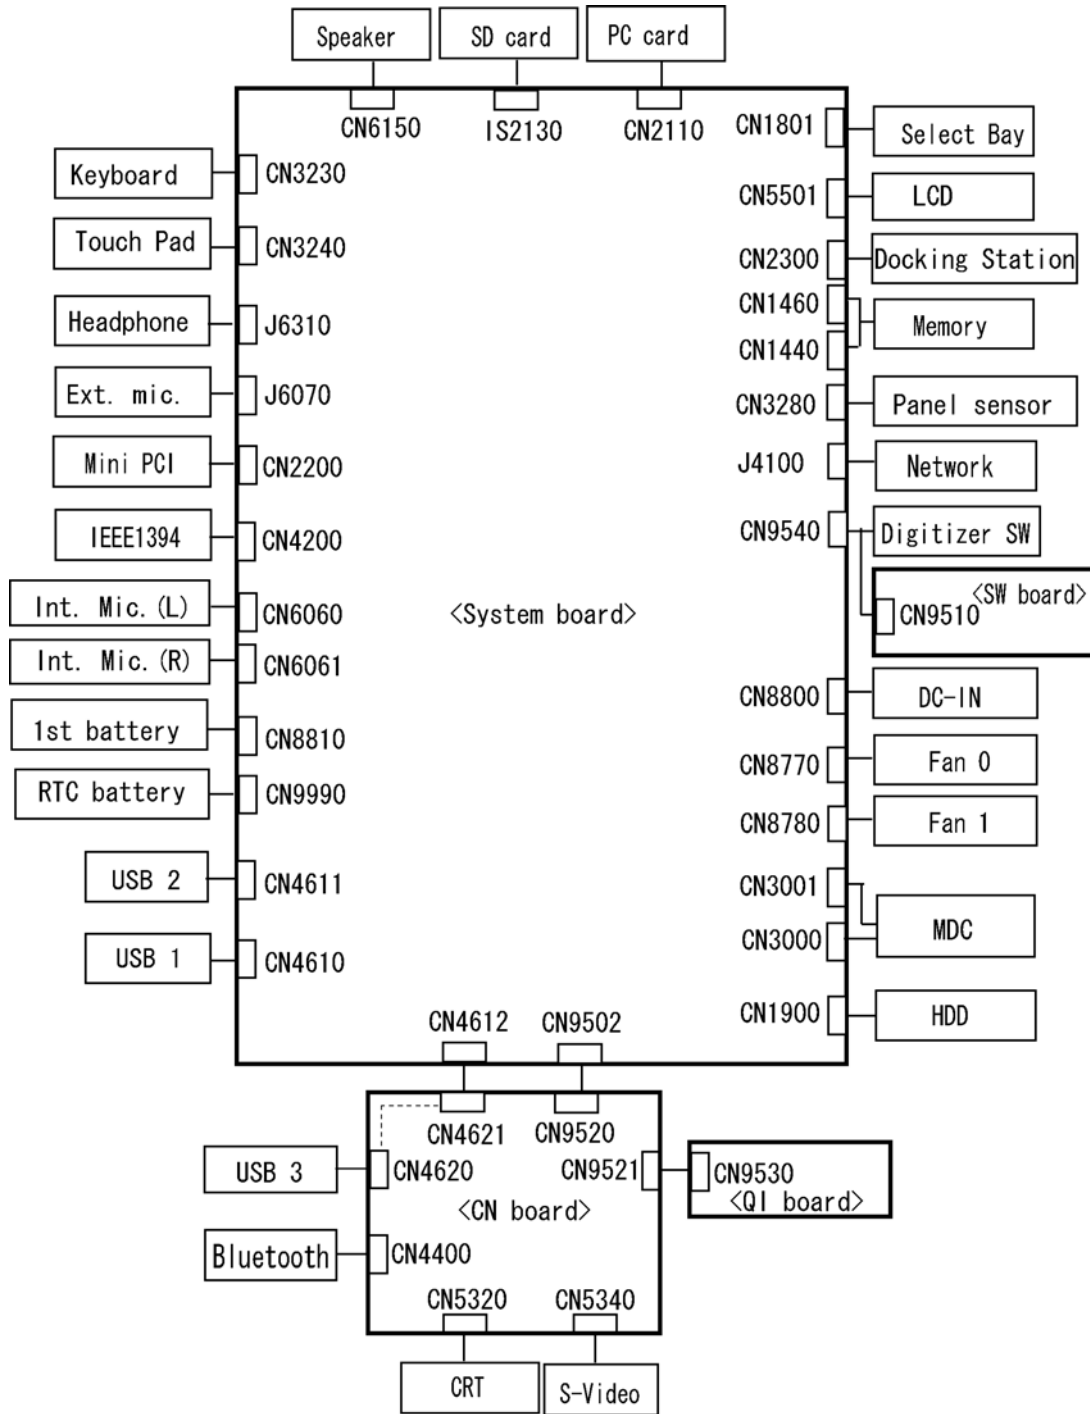 Speaker
SD card
PC card
CN6150
IS2130
CN2110
CN1801
Select Bay
Keyboard
CN3230
CN5501
LCD
Touch Pad
CN3240
CN2300
Docking Station
CN1460
Headphone
J6310
Memory
CN1440
Ext. mic.
J6070
CN3280
Panel sensor
Mini PCI
CN2200
J4100
Network
IEEE1394
CN4200
CN9540
Digitizer SW
<SW board>
Int. Mic.(L)
CN6060
<System board>
CN9510
Int. Mic.(R)
CN6061
CN8800
DC-IN
1st battery
CN8810
CN8770
Fan 0
RTC battery
CN9990
CN8780
Fan 1
USB 2
CN4611
CN3001
MDC
CN3000
USB 1
CN4610
CN1900
HDD
CN4612
CN9502
CN4621
CN9520
USB 3
CN4620
CN9521
CN9530
<QI board>
<CN board>
Bluetooth
CN4400
CN5320
CN5340
CRT
S-Video